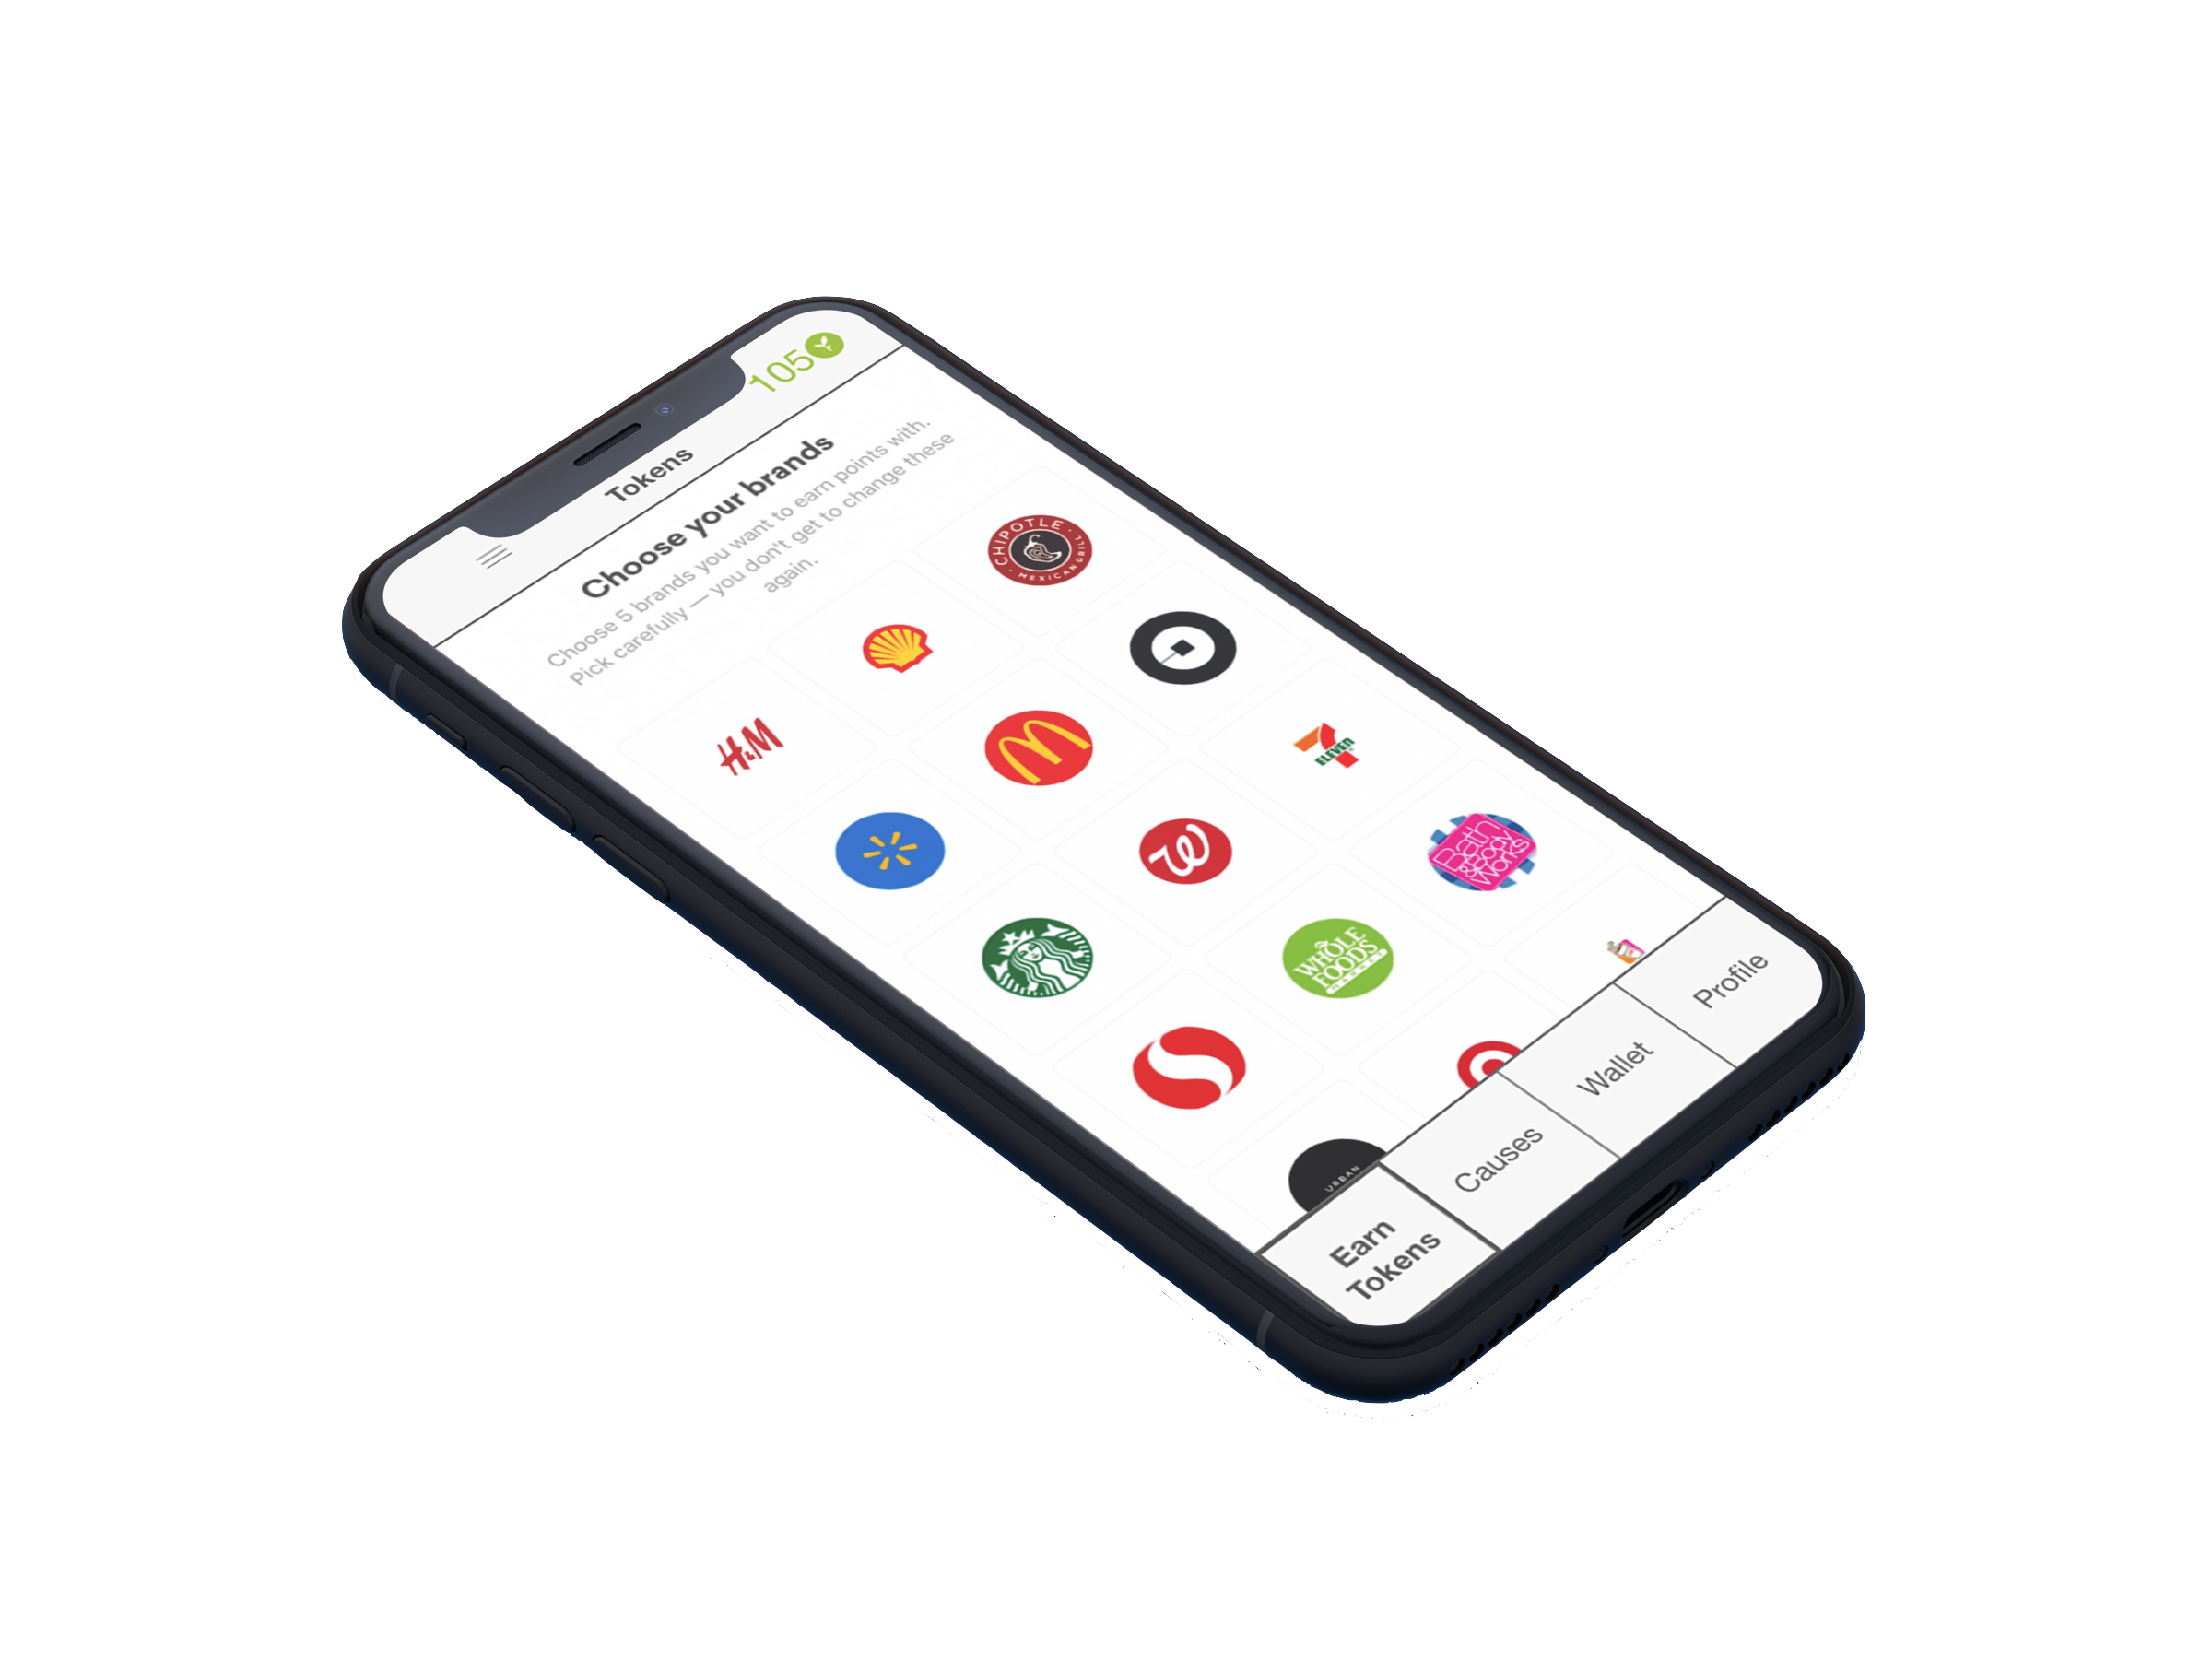 105
Tokens
Choose your brands
Choose 5 brands you want to earn points with.
Pick carefully — you don't get to change these
again.
H&M
CHIPOTLE
MEXICAN GRILL
7
ELEVEN
Bath
& Body
Works
WHOLE
FOODS
MARKET
URBAN
Earn
Tokens
Causes
Wallet
Profile